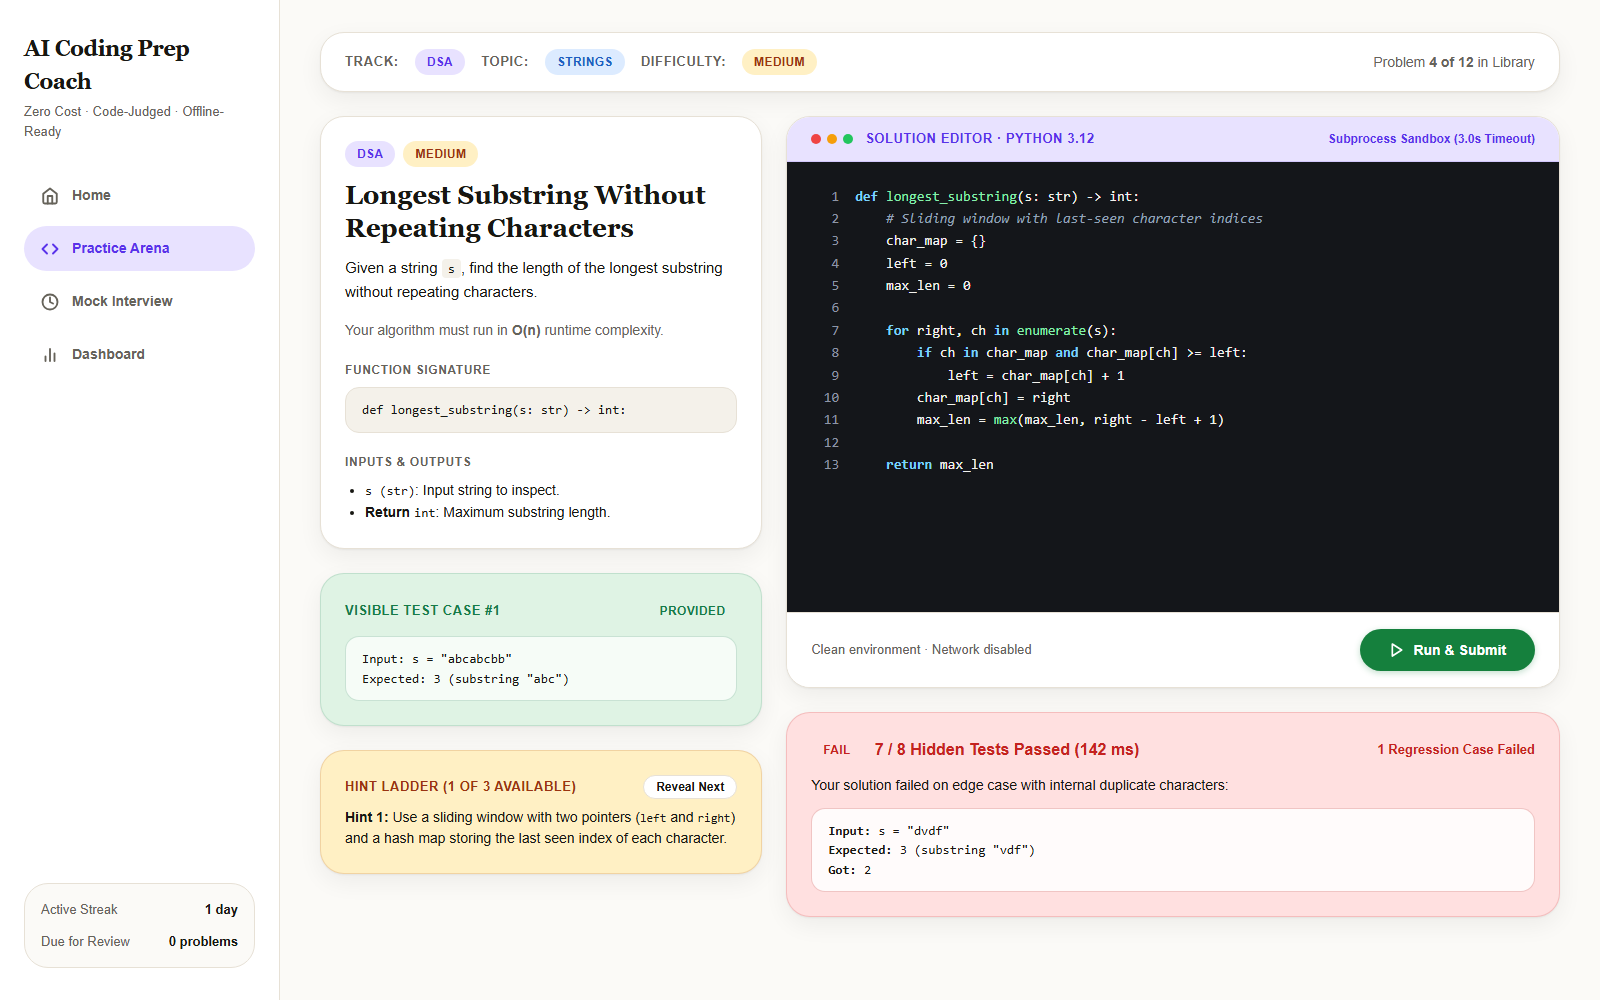 AI Coding Prep
Coach
Zero Cost · Code-Judged · Offline-
Ready
Home
Practice Arena
Mock Interview
Dashboard
Active Streak 1 day
Due for Review 0 problems
TRACK: DSA TOPIC: STRINGS DIFFICULTY: MEDIUM Problem 4 of 12 in Library
DSA MEDIUM
Longest Substring Without
Repeating Characters
Given a string s, find the length of the longest substring
without repeating characters.
Your algorithm must run in O(n) runtime complexity.
FUNCTION SIGNATURE
def longest_substring(s: str) -> int:
INPUTS & OUTPUTS
• s (str): Input string to inspect.
• Return int: Maximum substring length.
VISIBLE TEST CASE #1 PROVIDED
Input: s = "abcabcbb"
Expected: 3 (substring "abc")
HINT LADDER (1 OF 3 AVAILABLE) Reveal Next
Hint 1: Use a sliding window with two pointers (left and right)
and a hash map storing the last seen index of each character.
SOLUTION EDITOR · PYTHON 3.12 Subprocess Sandbox (3.0s Timeout)
1 def longest_substring(s: str) -> int:
2     # Sliding window with last-seen character indices
3     char_map = {}
4     left = 0
5     max_len = 0
6
7     for right, ch in enumerate(s):
8         if ch in char_map and char_map[ch] >= left:
9             left = char_map[ch] + 1
10         char_map[ch] = right
11         max_len = max(max_len, right - left + 1)
12
13     return max_len
Clean environment · Network disabled Run & Submit
FAIL 7 / 8 Hidden Tests Passed (142 ms) 1 Regression Case Failed
Your solution failed on edge case with internal duplicate characters:
Input: s = "dvdf"
Expected: 3 (substring "vdf")
Got: 2